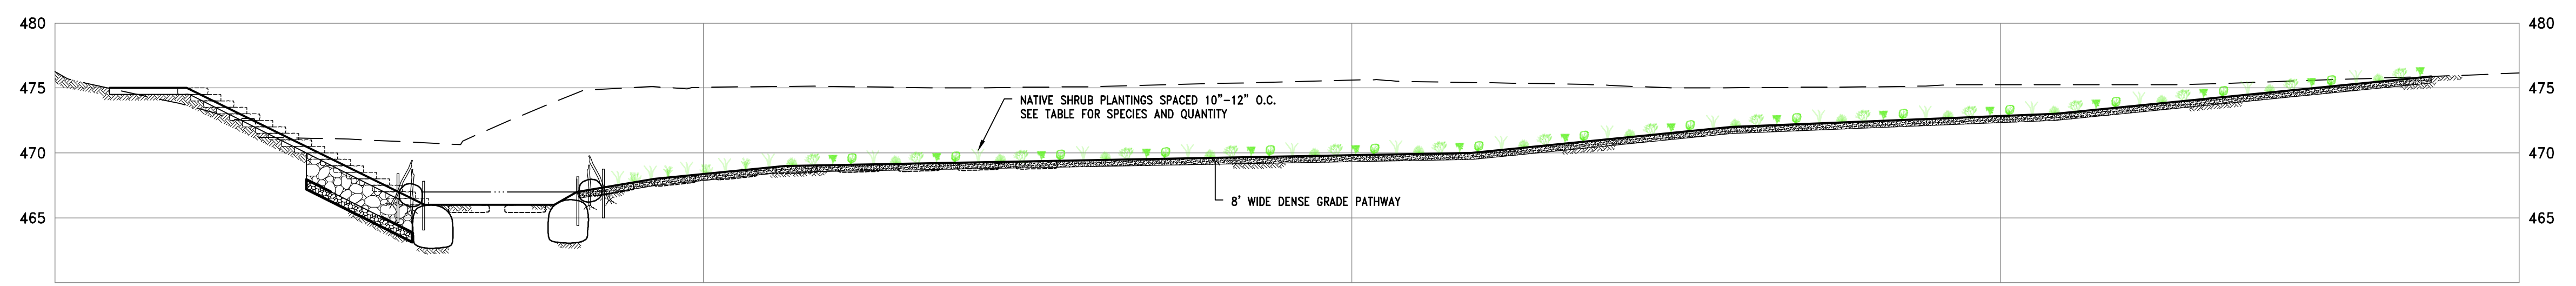 480
480
475
475
NATIVE SHRUB PLANTINGS SPACED 10"-12" O.C.
SEE TABLE FOR SPECIES AND QUANTITY
470
470
8' WIDE DENSE GRADE PATHWAY
465
465